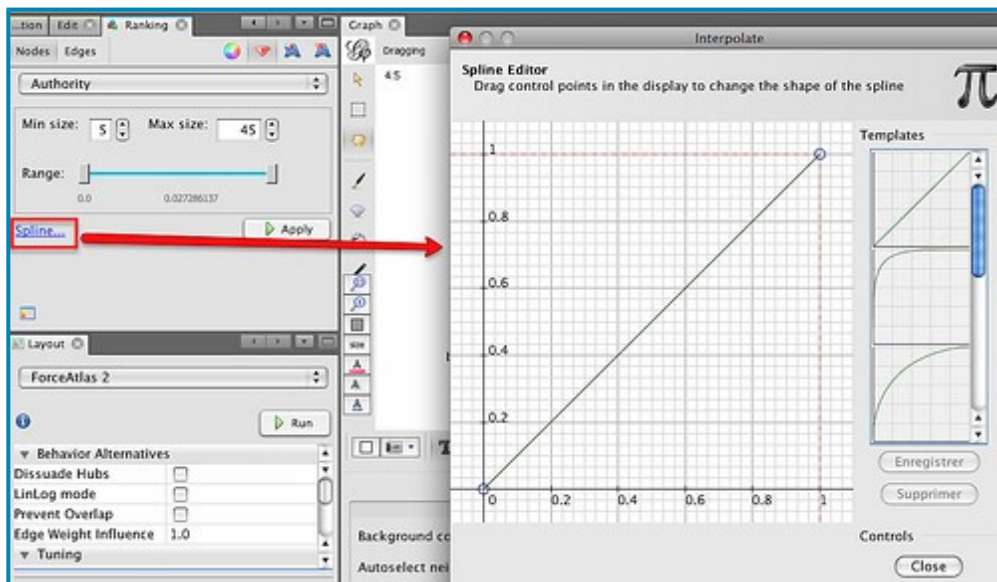 ...tion Edit Ranking
Nodes Edges
Authority
Min size: 5 Max size: 45
Range:
0.0 0.027286137
Spline...
Apply
Layout
ForceAtlas 2
Run
Behavior Alternatives
Dissuade Hubs
LinLog mode
Prevent Overlap
Edge Weight Influence 1.0
Tuning
Graph
Dragging
45
size
A
A
A
T
Background co
Autoselect nei
Interpolate
Spline Editor
Drag control points in the display to change the shape of the spline
π
1
0.8
0.6
0.4
0.2
0 0.2 0.4 0.6 0.8 1
Templates
Enregistrer
Supprimer
Controls
Close